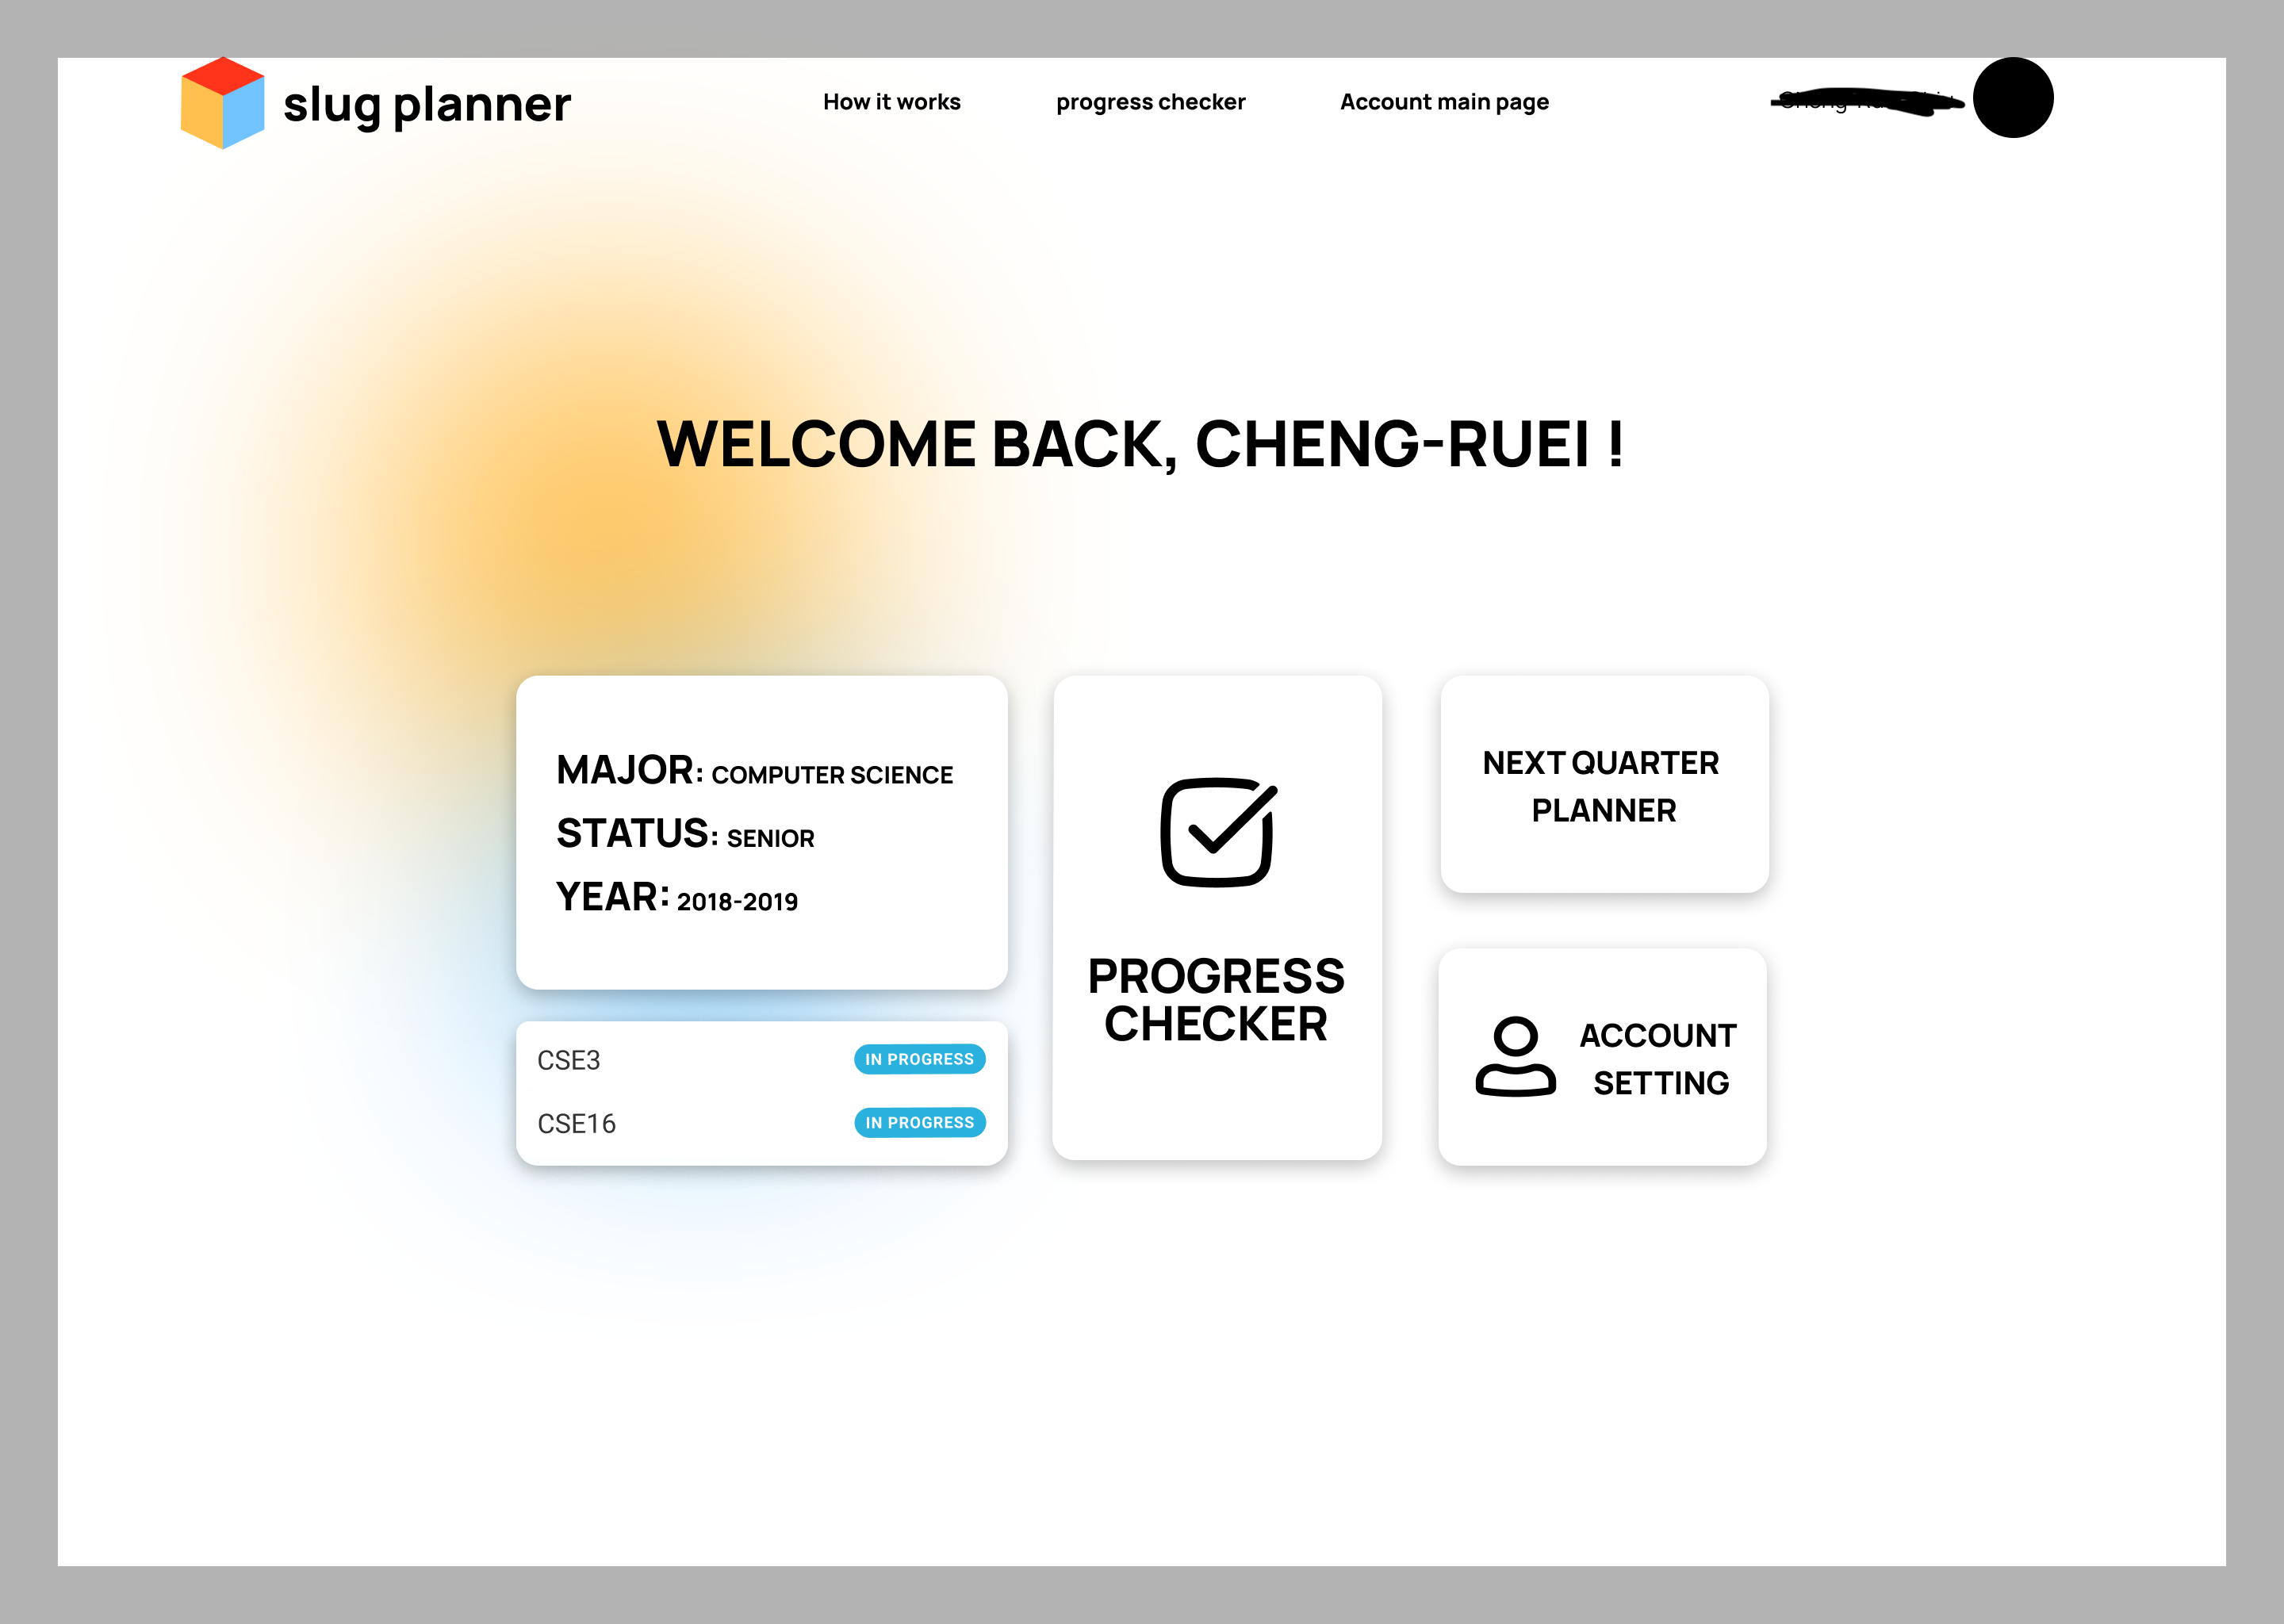 slug planner
How it works
progress checker
Account main page
WELCOME BACK, CHENG-RUEI !
MAJOR: COMPUTER SCIENCE
STATUS: SENIOR
YEAR: 2018-2019
CSE3
IN PROGRESS
CSE16
IN PROGRESS
PROGRESS
CHECKER
NEXT QUARTER
PLANNER
ACCOUNT
SETTING